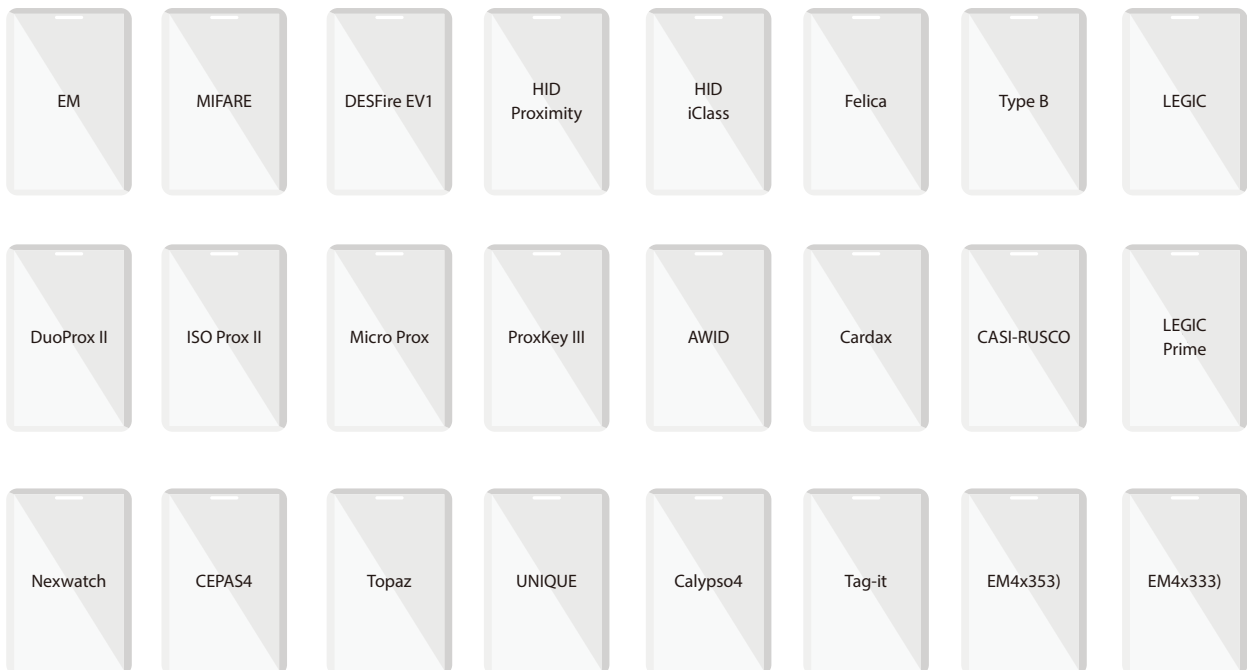 EM
MIFARE
DESFire EV1
HID
Proximity
HID
iClass
Felica
Type B
LEGIC
DuoProx II
ISO Prox II
Micro Prox
ProxKey III
AWID
Cardax
CASI-RUSCO
LEGIC
Prime
Nexwatch
CEPAS4
Topaz
UNIQUE
Calypso4
Tag-it
EM4x353)
EM4x333)